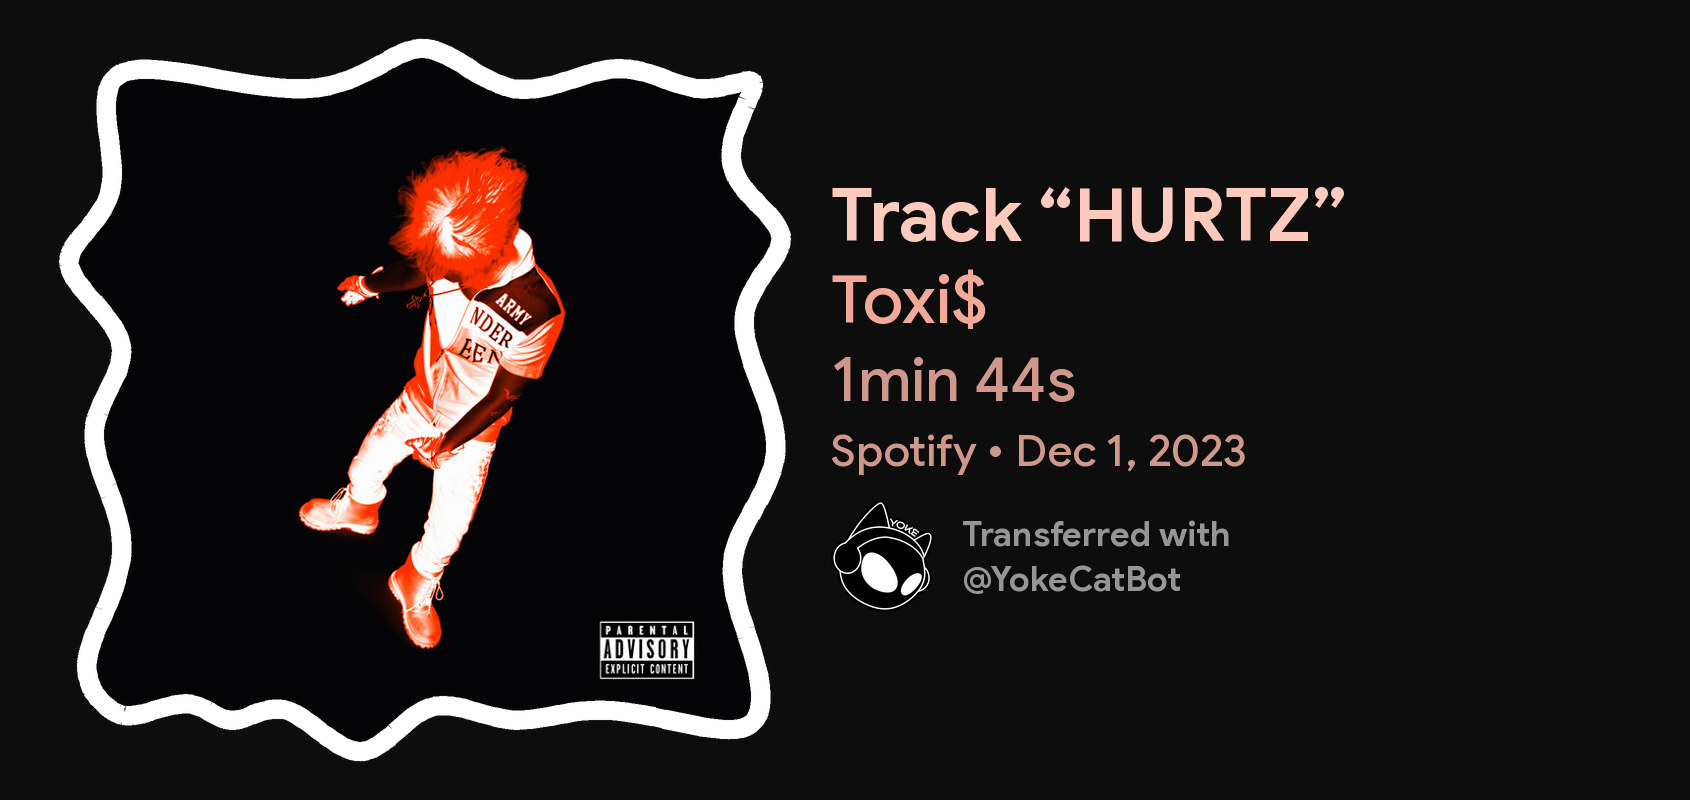 ARMY
NDER
Track “HURTZ”
Toxi$
1min 44s
Spotify • Dec 1, 2023
YOKE
Transferred with
@YokeCatBot
PARENTAL
ADVISORY
EXPLICIT CONTENT